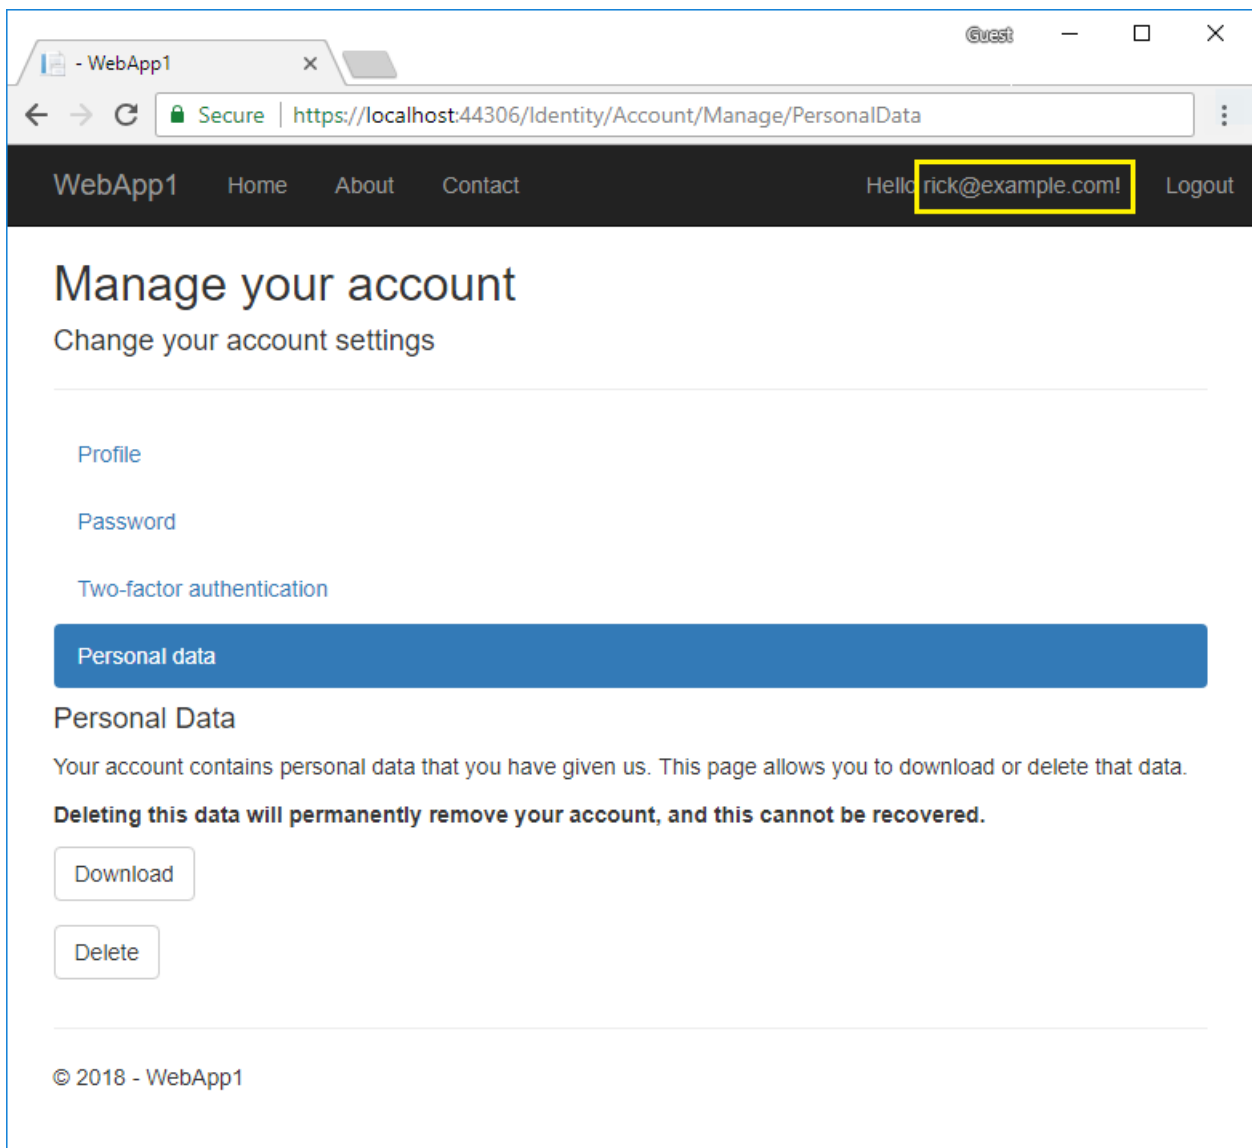 Guest
- WebApp1
Secure | https://localhost:44306/Identity/Account/Manage/PersonalData
WebApp1 Home About Contact Hello rick@example.com! Logout
Manage your account
Change your account settings
Profile
Password
Two-factor authentication
Personal data
Personal Data
Your account contains personal data that you have given us. This page allows you to download or delete that data.
Deleting this data will permanently remove your account, and this cannot be recovered.
Download
Delete
© 2018 - WebApp1